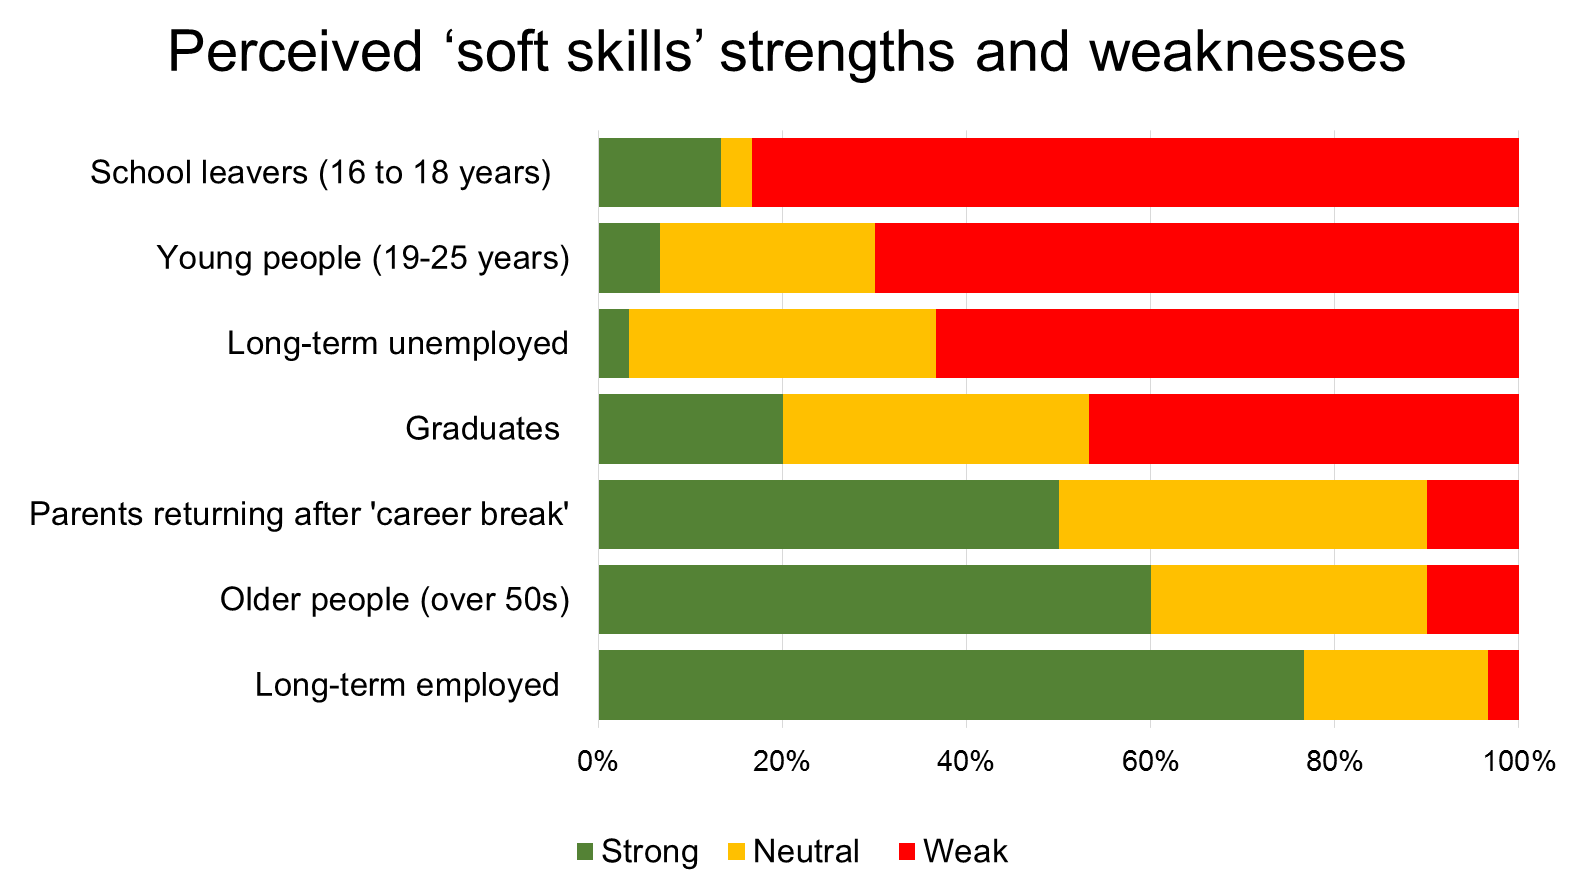 Perceived ‘soft skills’ strengths and weaknesses
School leavers (16 to 18 years)
Young people (19-25 years)
Long-term unemployed
Graduates
Parents returning after 'career break'
Older people (over 50s)
Long-term employed
0% 20% 40% 60% 80% 100%
Strong Neutral Weak